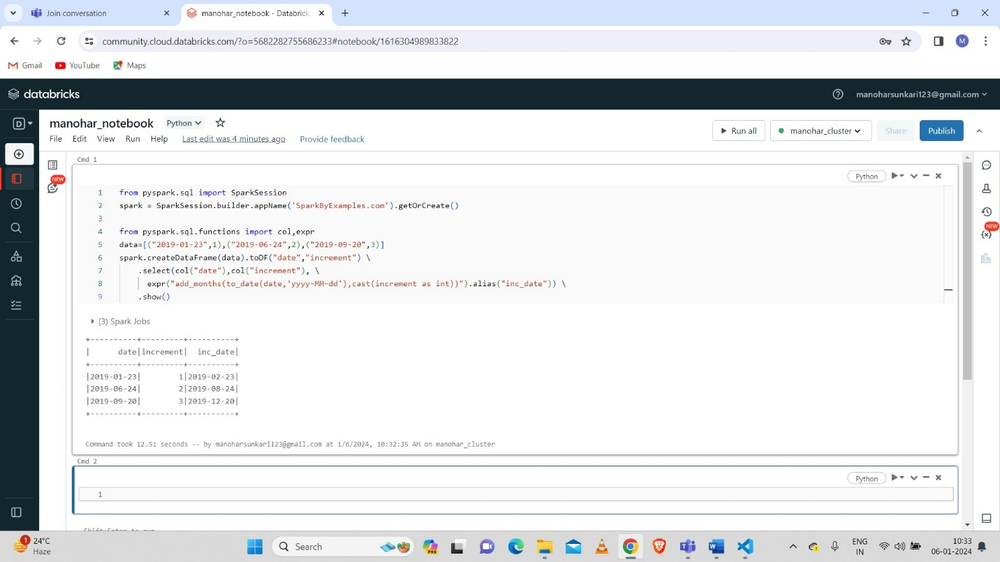 Join conversation
manohar_notebook - Databrick
community.cloud.databricks.com/?o=5682282755686233#notebook/1616304989833822
M
Gmail
YouTube
Maps
databricks
manoharsunkari123@gmail.com
D
manohar_notebook
Python
Run all
manohar_cluster
Share
Publish
File
Edit
View
Run
Help
Last edit was 4 minutes ago
Provide feedback
NEW
NEW
Cmd 1
Python
1 from pyspark.sql import SparkSession
2 spark = SparkSession.builder.appName('SparkByExamples.com').getOrCreate()
3
4 from pyspark.sql.functions import col,expr
5 data=[("2019-01-23",1),("2019-06-24",2),("2019-09-20",3)]
6 spark.createDataFrame(data).toDF("date","increment") \
7 .select(col("date"),col("increment"), \
8 expr("add_months(to_date(date,'yyyy-MM-dd'),cast(increment as int))").alias("inc_date")) \
9 .show()
(3) Spark Jobs
+----------+---------+----------+
|      date|increment|  inc_date|
+----------+---------+----------+
|2019-01-23|        1|2019-02-23|
|2019-06-24|        2|2019-08-24|
|2019-09-20|        3|2019-12-20|
+----------+---------+----------+
Command took 12.51 seconds -- by manoharsunkari123@gmail.com at 1/6/2024, 10:32:35 AM on manohar_cluster
Cmd 2
Python
1
Shift+Enter to run
1
24°C
Haze
Search
PRE
ENG
IN
10:33
06-01-2024